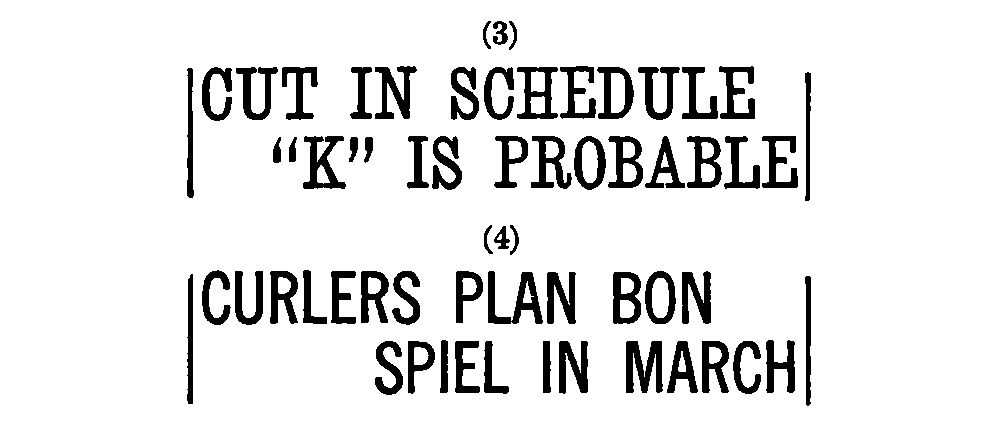 (3)
CUT IN SCHEDULE
“K” IS PROBABLE
(4)
CURLERS PLAN BON
SPIEL IN MARCH